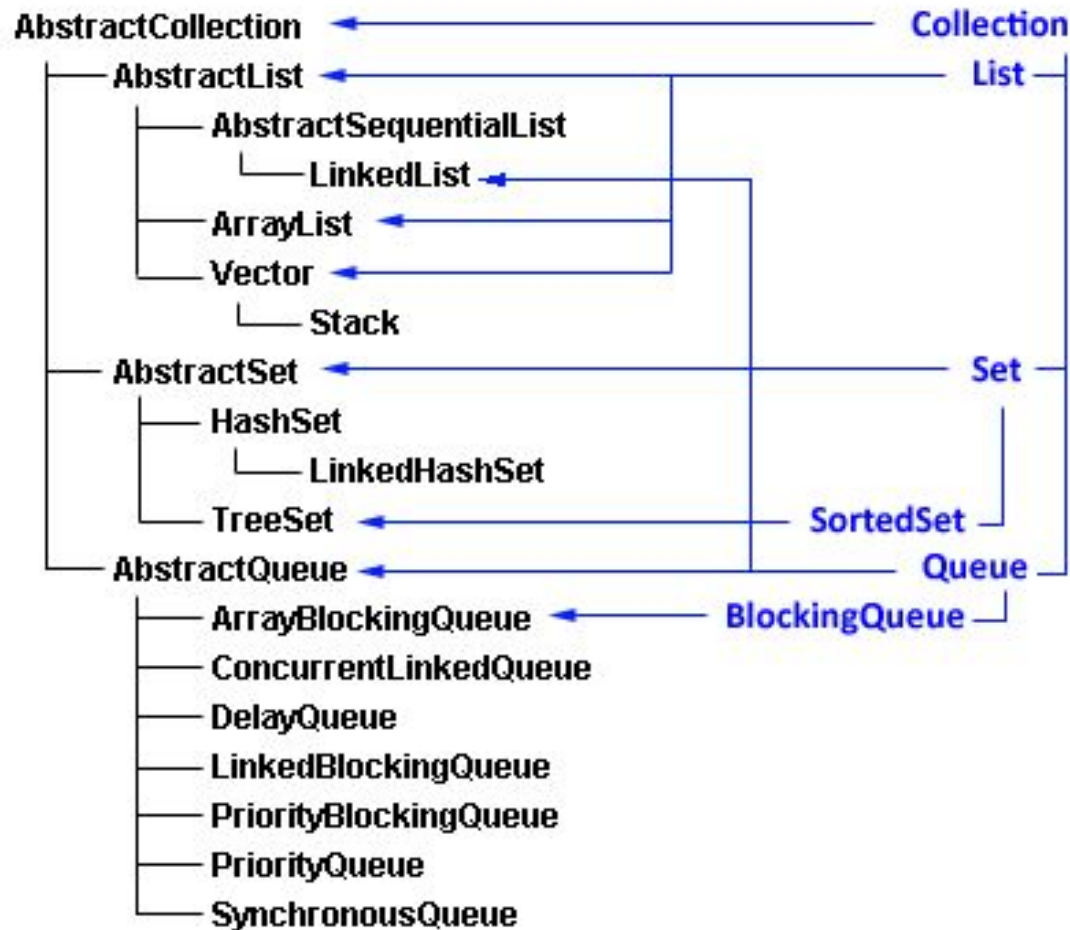 AbstractCollection Collection
AbstractList List
AbstractSequentialList
LinkedList
ArrayList
Vector
Stack
AbstractSet Set
HashSet
LinkedHashSet
TreeSet SortedSet
AbstractQueue Queue
ArrayBlockingQueue BlockingQueue
ConcurrentLinkedQueue
DelayQueue
LinkedBlockingQueue
PriorityBlockingQueue
PriorityQueue
SynchronousQueue